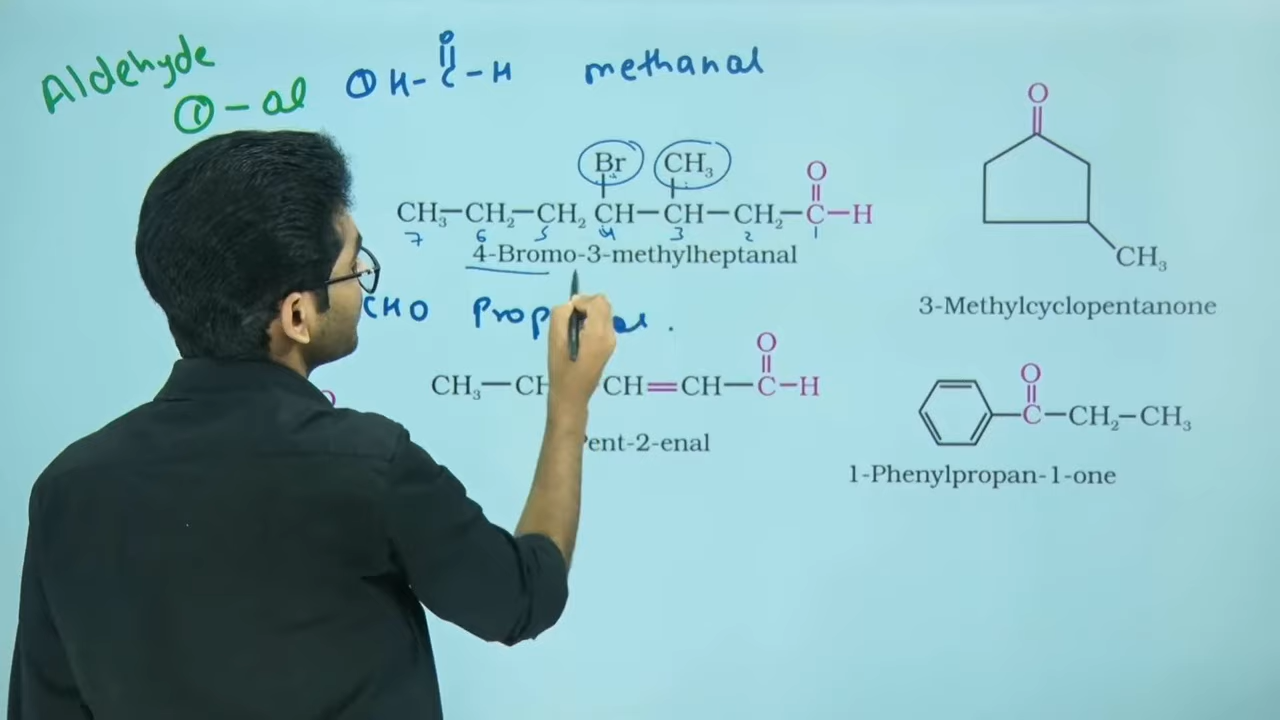 Aldehyde
① - al
① H-C-H methanal
O
Br CH₃ O
CH₃-CH₂-CH₂ CH-CH-CH₂-C-H
7 6 5 4 3 2 1
4-Bromo-3-methylheptanal
CHO
O
CH₃-CH CH=CH-C-H
Pent-2-enal
O
CH₃
3-Methylcyclopentanone
O
C-CH₂-CH₃
1-Phenylpropan-1-one